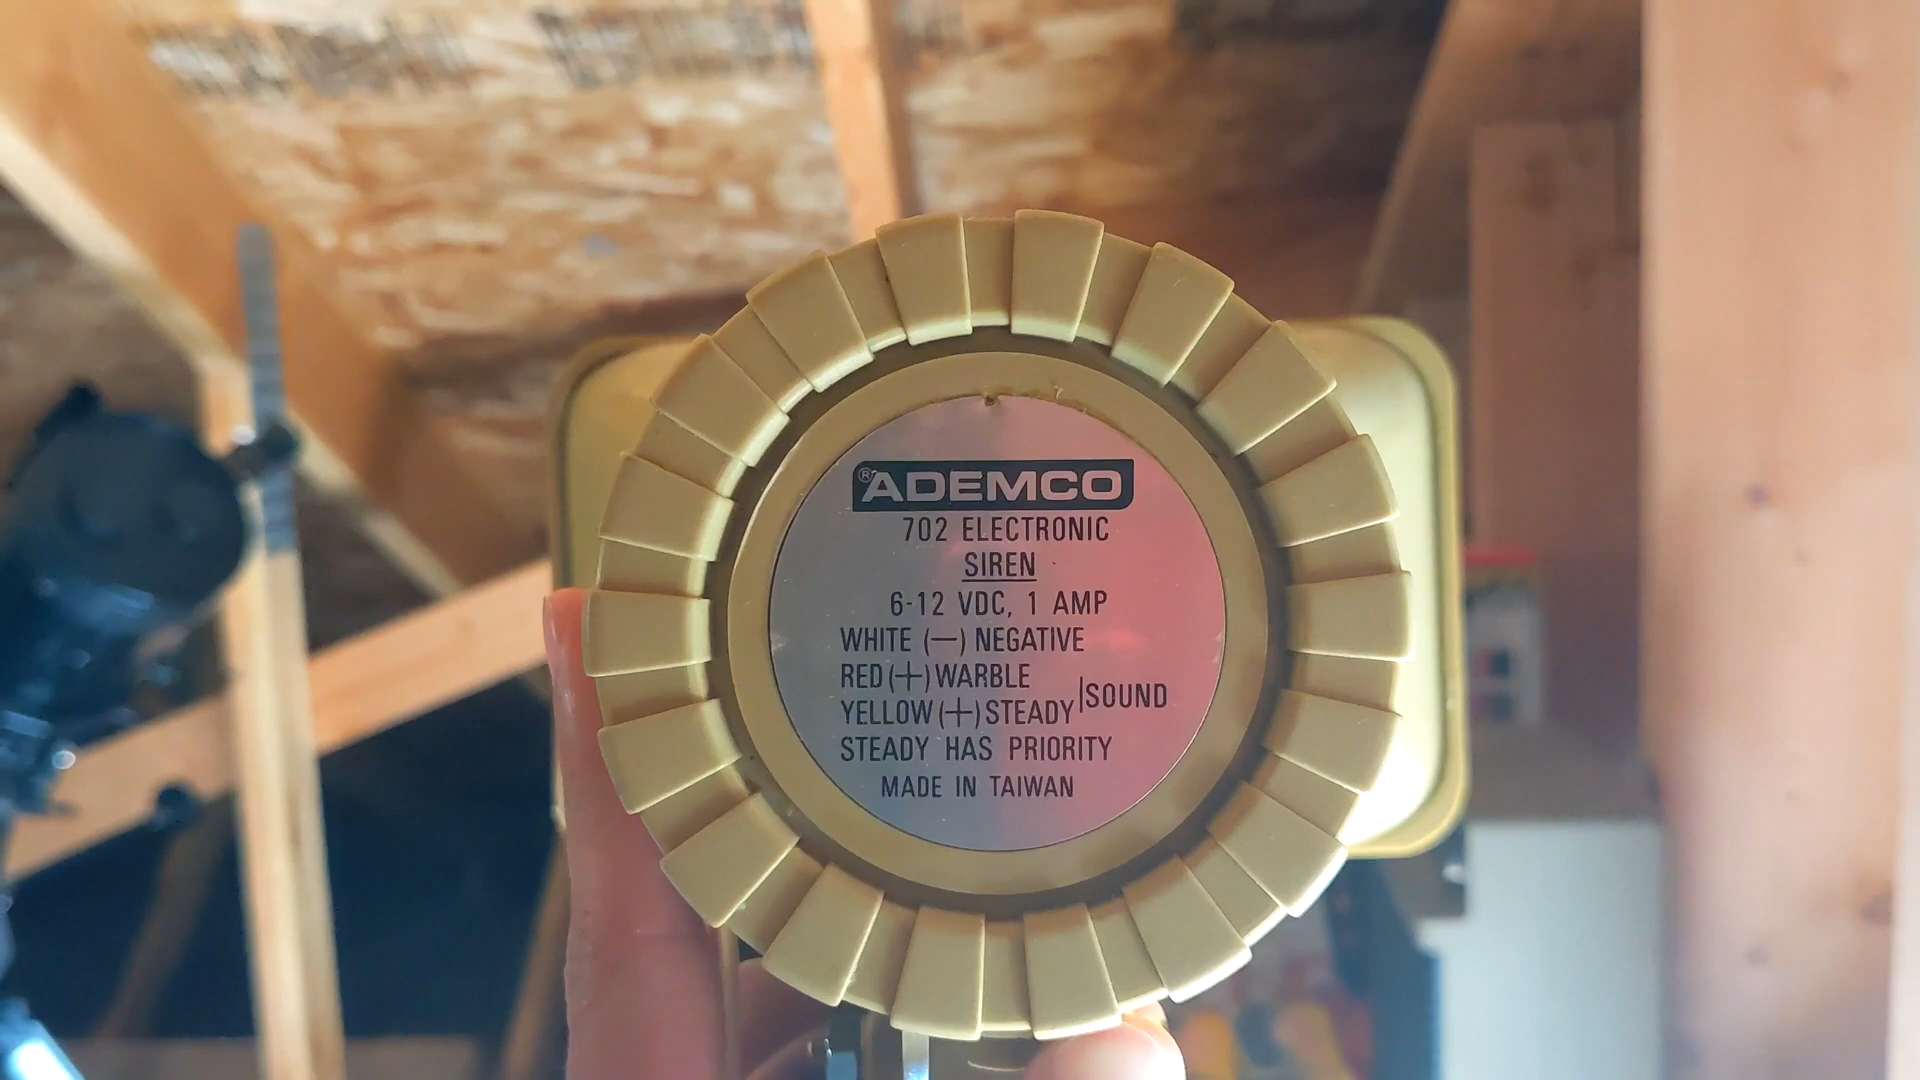 ® ADEMCO
702 ELECTRONIC
SIREN
6-12 VDC, 1 AMP
WHITE (—) NEGATIVE
RED (+) WARBLE
YELLOW (+) STEADY |SOUND
STEADY HAS PRIORITY
MADE IN TAIWAN